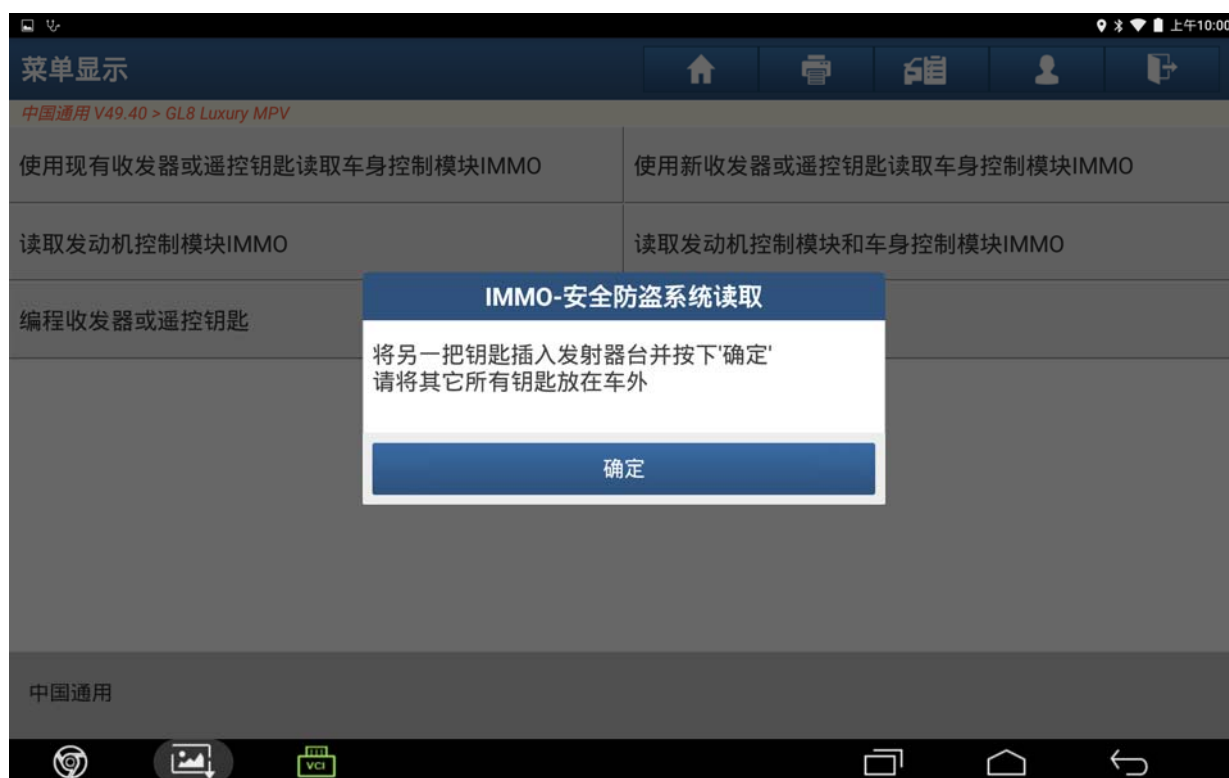 上午10:00
菜单显示
中国通用 V49.40 > GL8 Luxury MPV
使用现有收发器或遥控钥匙读取车身控制模块IMMO
使用新收发器或遥控钥匙读取车身控制模块IMMO
读取发动机控制模块IMMO
读取发动机控制模块和车身控制模块IMMO
编程收发器或遥控钥匙
IMMO-安全防盗系统读取
将另一把钥匙插入发射器台并按下'确定'
请将其它所有钥匙放在车外
确定
中国通用
VCI